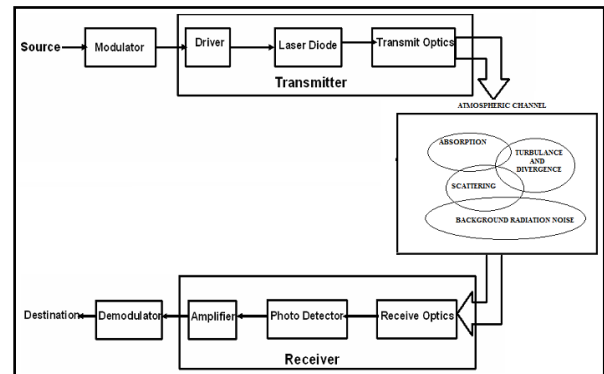 Source
Modulator
Driver
Laser Diode
Transmit Optics
Transmitter
ATMOSPHERIC CHANNEL
ABSORPTION
TURBULANCE
AND
DIVERGENCE
SCATTERING
BACKGROUND RADIATION NOISE
Destination
Demodulator
Amplifier
Photo Detector
Receive Optics
Receiver